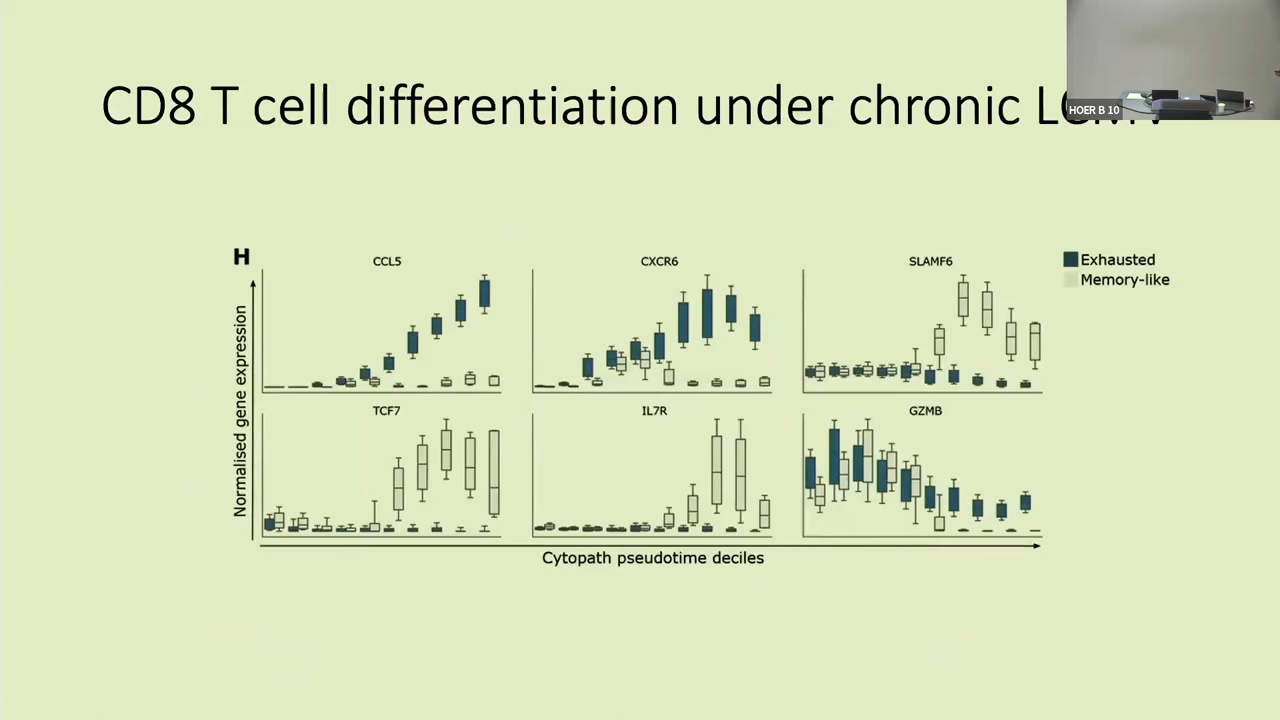 CD8 T cell differentiation under chronic
HOER B 10
H
CCL5
CXCR6
SLAMF6
Exhausted
Memory-like
Normalised gene expression
TCF7
IL7R
GZMB
Cytopath pseudotime deciles